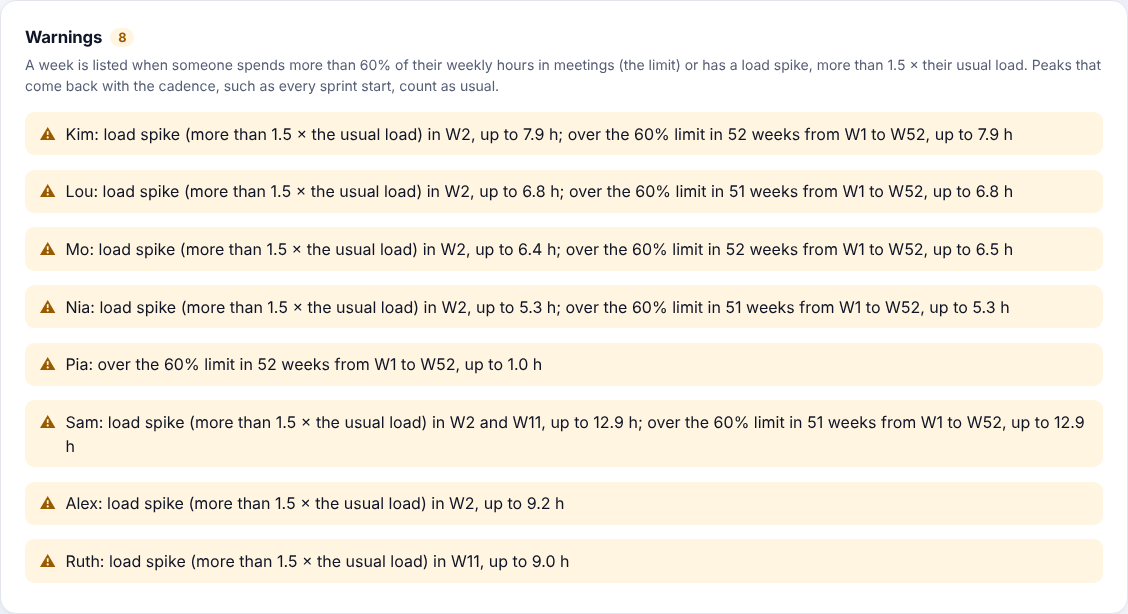 Warnings 8
A week is listed when someone spends more than 60% of their weekly hours in meetings (the limit) or has a load spike, more than 1.5 × their usual load. Peaks that
come back with the cadence, such as every sprint start, count as usual.
Kim: load spike (more than 1.5 × the usual load) in W2, up to 7.9 h; over the 60% limit in 52 weeks from W1 to W52, up to 7.9 h
Lou: load spike (more than 1.5 × the usual load) in W2, up to 6.8 h; over the 60% limit in 51 weeks from W1 to W52, up to 6.8 h
Mo: load spike (more than 1.5 × the usual load) in W2, up to 6.4 h; over the 60% limit in 52 weeks from W1 to W52, up to 6.5 h
Nia: load spike (more than 1.5 × the usual load) in W2, up to 5.3 h; over the 60% limit in 51 weeks from W1 to W52, up to 5.3 h
Pia: over the 60% limit in 52 weeks from W1 to W52, up to 1.0 h
Sam: load spike (more than 1.5 × the usual load) in W2 and W11, up to 12.9 h; over the 60% limit in 51 weeks from W1 to W52, up to 12.9
h
Alex: load spike (more than 1.5 × the usual load) in W2, up to 9.2 h
Ruth: load spike (more than 1.5 × the usual load) in W11, up to 9.0 h